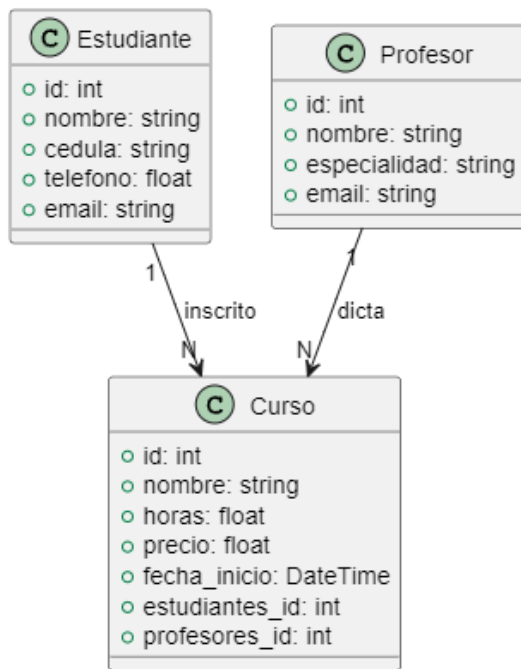 C Estudiante
id: int
nombre: string
cedula: string
telefono: float
email: string
C Profesor
id: int
nombre: string
especialidad: string
email: string
1
inscrito
N
1
dicta
N
C Curso
id: int
nombre: string
horas: float
precio: float
fecha_inicio: DateTime
estudiantes_id: int
profesores_id: int